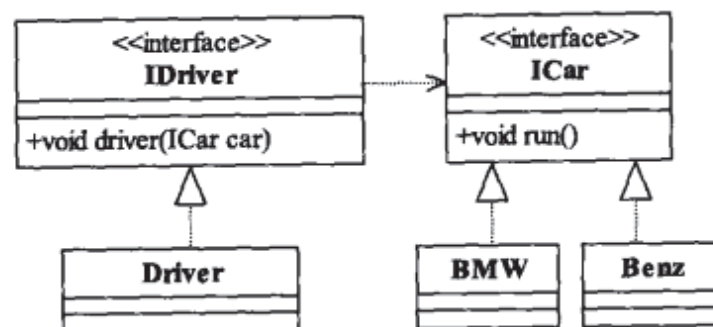 <<interface>>
IDriver
+void driver(ICar car)
<<interface>>
ICar
+void run()
Driver
BMW
Benz